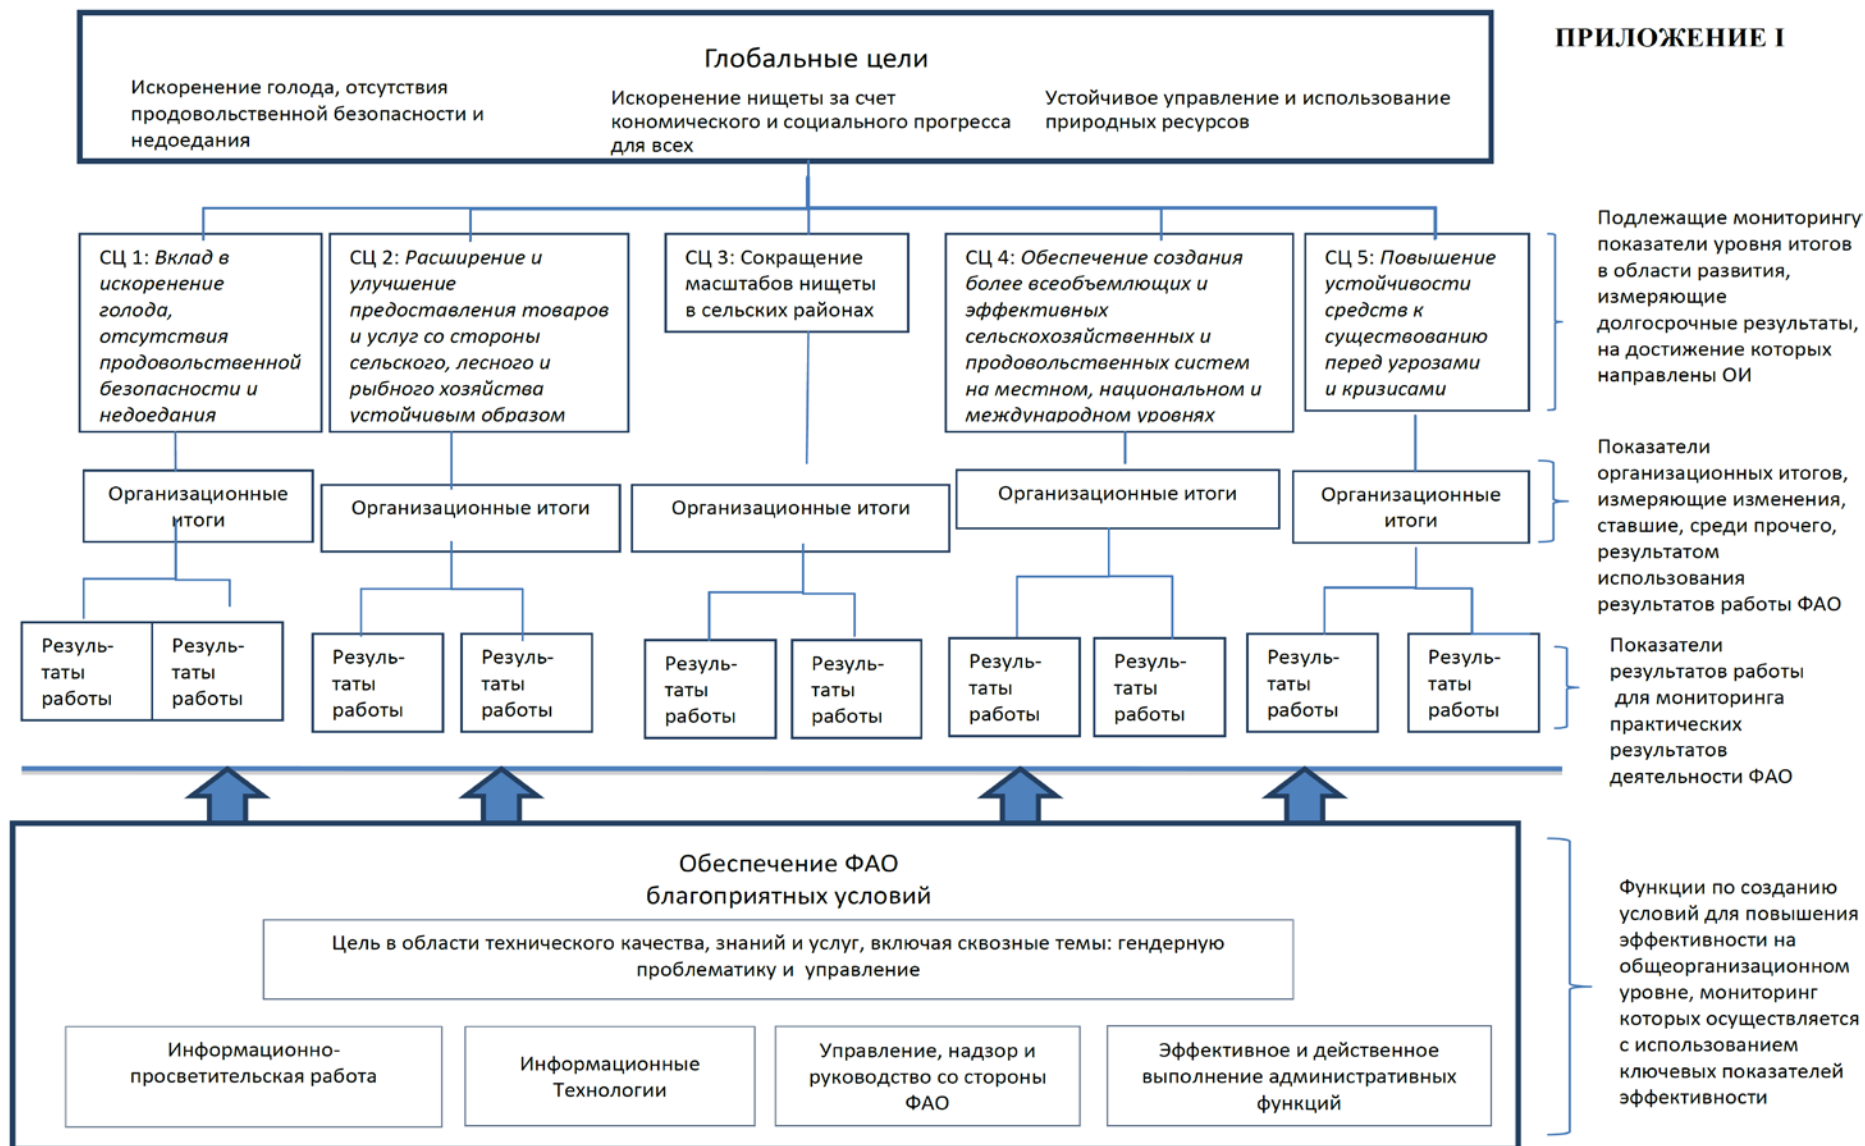 ПРИЛОЖЕНИЕ I
Глобальные цели
Искоренение голода, отсутствия
продовольственной безопасности и
недоедания
Искоренение нищеты за счет
кономического и социального прогресса
для всех
Устойчивое управление и использование
природных ресурсов
СЦ 1: Вклад в
искоренение
голода,
отсутствия
продовольственной
безопасности и
недоедания
СЦ 2: Расширение и
улучшение
предоставления товаров
и услуг со стороны
сельского, лесного и
рыбного хозяйства
устойчивым образом
СЦ 3: Сокращение
масштабов нищеты
в сельских районах
СЦ 4: Обеспечение создания
более всеобъемлющих и
эффективных
сельскохозяйственных и
продовольственных систем
на местном, национальном и
международном уровнях
СЦ 5: Повышение
устойчивости
средств к
существованию
перед угрозами
и кризисами
Подлежащие мониторингу
показатели уровня итогов
в области развития,
измеряющие
долгосрочные результаты,
на достижение которых
направлены ОИ
Организационные
итоги
Организационные итоги
Организационные итоги
Организационные итоги
Организационные
итоги
Показатели
организационных итогов,
измеряющие изменения,
ставшие, среди прочего,
результатом
использования
результатов работы ФАО
Резуль-
таты
работы
Резуль-
таты
работы
Резуль-
таты
работы
Резуль-
таты
работы
Резуль-
таты
работы
Резуль-
таты
работы
Резуль-
таты
работы
Резуль-
таты
работы
Резуль-
таты
работы
Резуль-
таты
работы
Показатели
результатов работы
для мониторинга
практических
результатов
деятельности ФАО
Обеспечение ФАО
благоприятных условий
Цель в области технического качества, знаний и услуг, включая сквозные темы: гендерную
проблематику и управление
Информационно-
просветительская работа
Информационные
Технологии
Управление, надзор и
руководство со стороны
ФАО
Эффективное и действенное
выполнение административных
функций
Функции по созданию
условий для повышения
эффективности на
общеорганизационном
уровне, мониторинг
которых осуществляется
с использованием
ключевых показателей
эффективности